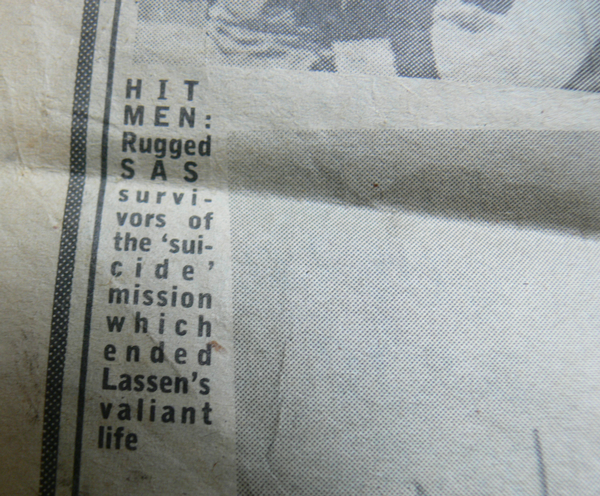 HIT
MEN:
Rugged
SAS
survi-
vors of
the ‘sui-
cide’
mission
which
ended
Lassen’s
valiant
life